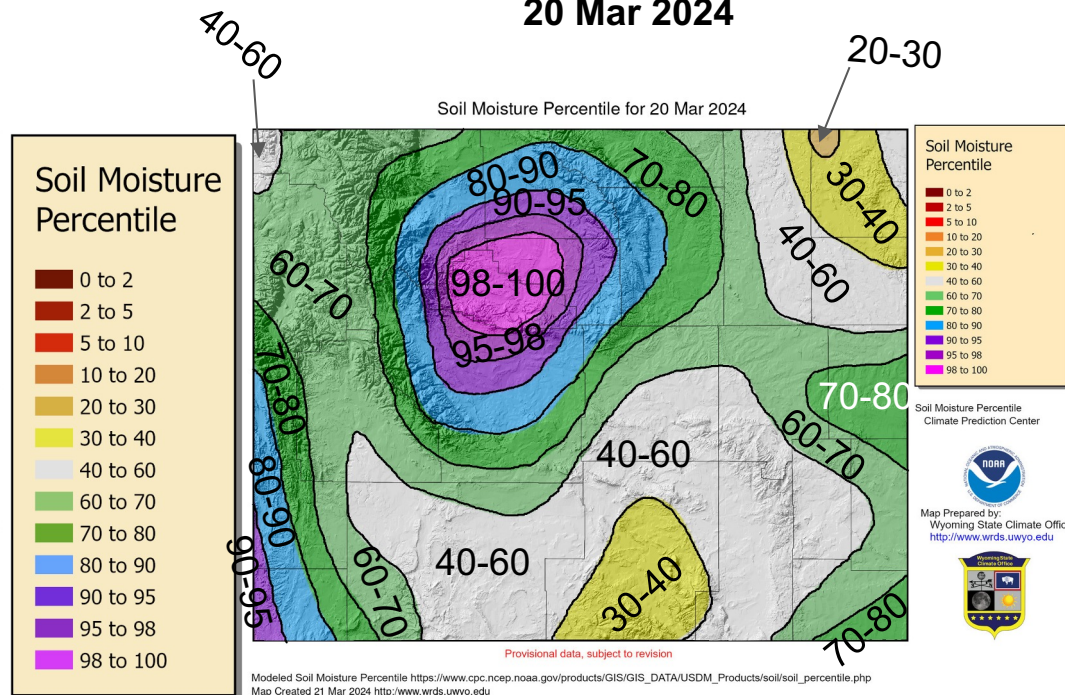 20 Mar 2024
40-60
20-30
Soil Moisture Percentile for 20 Mar 2024
Soil Moisture
Percentile
0 to 2
2 to 5
5 to 10
10 to 20
20 to 30
30 to 40
40 to 60
60 to 70
70 to 80
80 to 90
90 to 95
95 to 98
98 to 100
80-90
90-95
70-80
30-40
60-70
98-100
40-60
95-98
70-80
70-80
60-70
40-60
80-90
40-60
90-95
60-70
30-40
70-80
Soil Moisture
Percentile
0 to 2
2 to 5
5 to 10
10 to 20
20 to 30
30 to 40
40 to 60
60 to 70
70 to 80
80 to 90
90 to 95
95 to 98
98 to 100
Soil Moisture Percentile
Climate Prediction Center
NOAA
Map Prepared by:
Wyoming State Climate Offic
http://www.wrds.uwyo.edu
Wyoming State
Climate Office
Provisional data, subject to revision
Modeled Soil Moisture Percentile https://www.cpc.ncep.noaa.gov/products/GIS/GIS_DATA/USDM_Products/soil/soil_percentile.php
Map Created 21 Mar 2024 http:/www.wrds.uwyo.edu